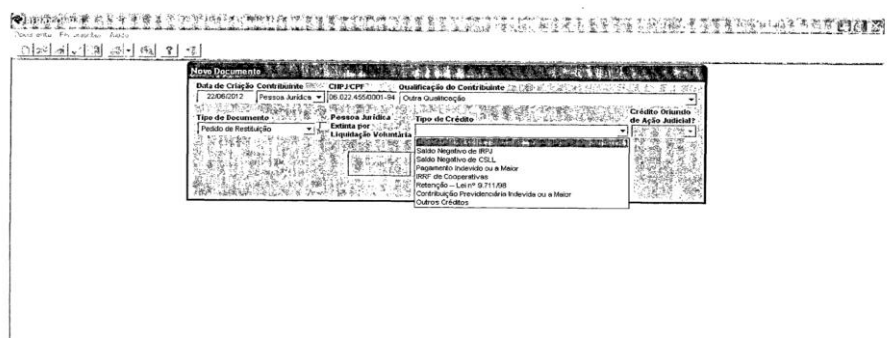 Novo Documento
Data de Criação Contribuinte CNPJ/CPF Qualificação do Contribuinte
22/06/2012 Pessoa Jurídica 06.022.455/0001-94 Outra Qualificação
Tipo de Documento Pessoa Jurídica Extinta por Liquidação Voluntária Tipo de Crédito Crédito Oriundo de Ação Judicial?
Pedido de Restituição
Saldo Negativo de IRPJ
Saldo Negativo de CSLL
Pagamento Indevido ou a Maior
IRRF de Cooperativas
Retenção – Lei nº 9.711/98
Contribuição Previdenciária Indevida ou a Maior
Outros Créditos